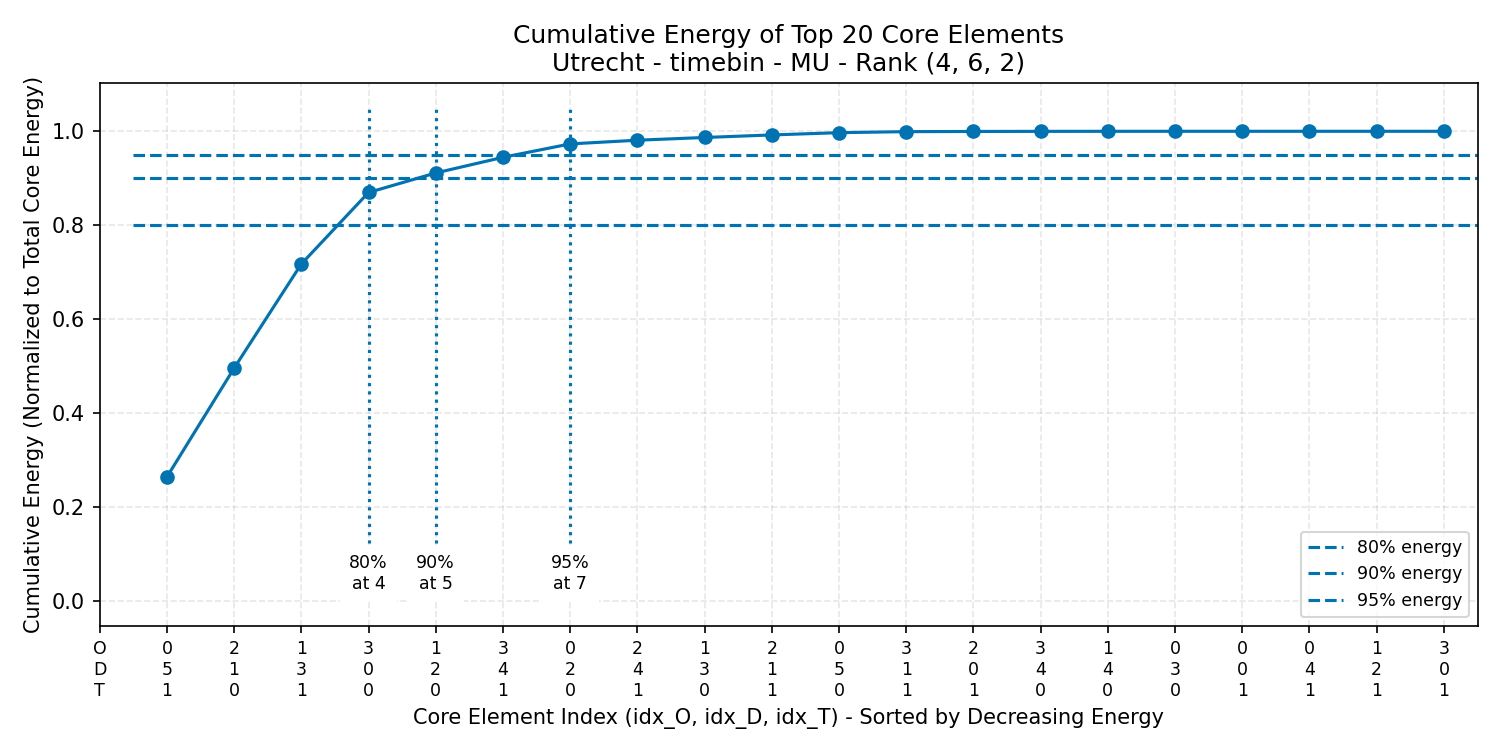 Cumulative Energy of Top 20 Core Elements
Utrecht - timebin - MU - Rank (4, 6, 2)
Cumulative Energy (Normalized to Total Core Energy)
1.0
0.8
0.6
0.4
0.2
0.0
80%
at 4
90%
at 5
95%
at 7
80% energy
90% energy
95% energy
O 0 2 1 3 1 3 0 2 1 2 0 3 2 3 1 0 0 0 1 3
D 5 1 3 0 2 4 2 4 3 1 5 1 0 4 4 3 0 4 2 0
T 1 0 1 0 0 1 0 1 0 1 0 1 1 0 0 0 1 1 1 1
Core Element Index (idx_O, idx_D, idx_T) - Sorted by Decreasing Energy